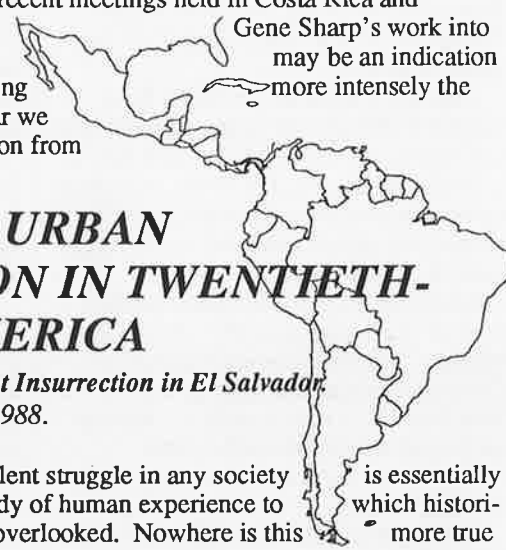 recent meetings held in Costa Rica and
Gene Sharp's work into
may be an indication
ng more intensely the
r we
on from
URBAN
ON IN TWENTIETH-
ERICA
t Insurrection in El Salvador.
988.
lent struggle in any society is essentially
dy of human experience to which histori-
overlooked. Nowhere is this more true